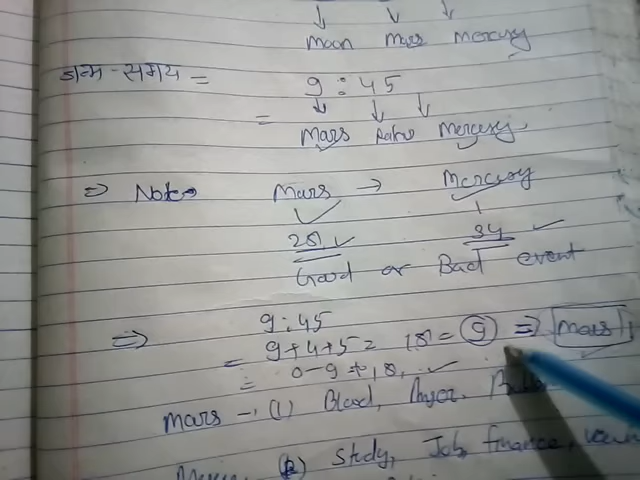 Moon Mars Mercury
जन्म-समय = 9:45
= Mars Rahu Mercury
⇒ Note→ Mars → Mercury
28 34
Good or Bad event
⇒ 9:45
= 9+4+5= 18 = 9 ⇒ Mars
= 0-9
Mars - (1) Blood, Anger,
(2) Study, Job, finance,